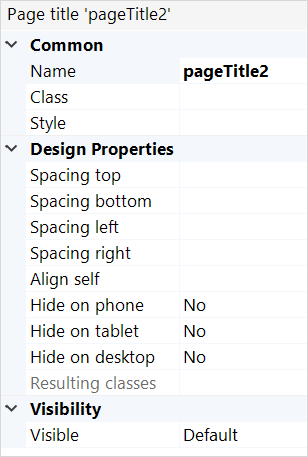 Page title 'pageTitle2'
Common
Name pageTitle2
Class
Style
Design Properties
Spacing top
Spacing bottom
Spacing left
Spacing right
Align self
Hide on phone No
Hide on tablet No
Hide on desktop No
Resulting classes
Visibility
Visible Default